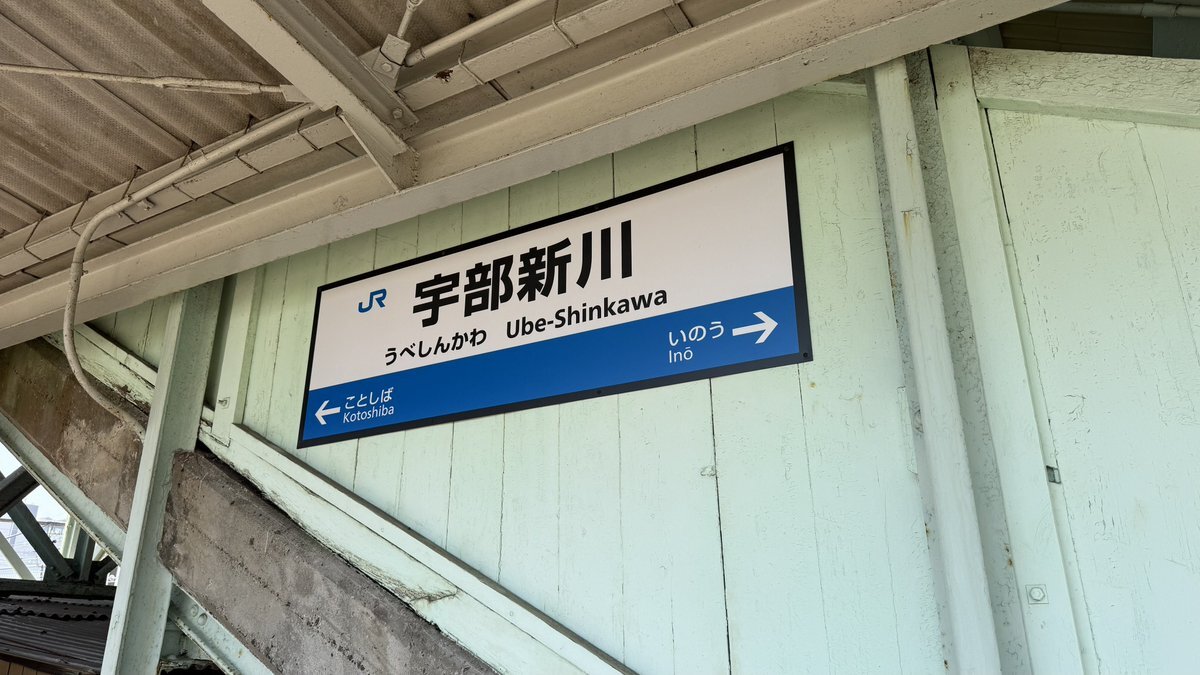 JR 宇部新川
うべしんかわ Ube-Shinkawa
← ことしば
Kotoshiba
いのう →
Inō